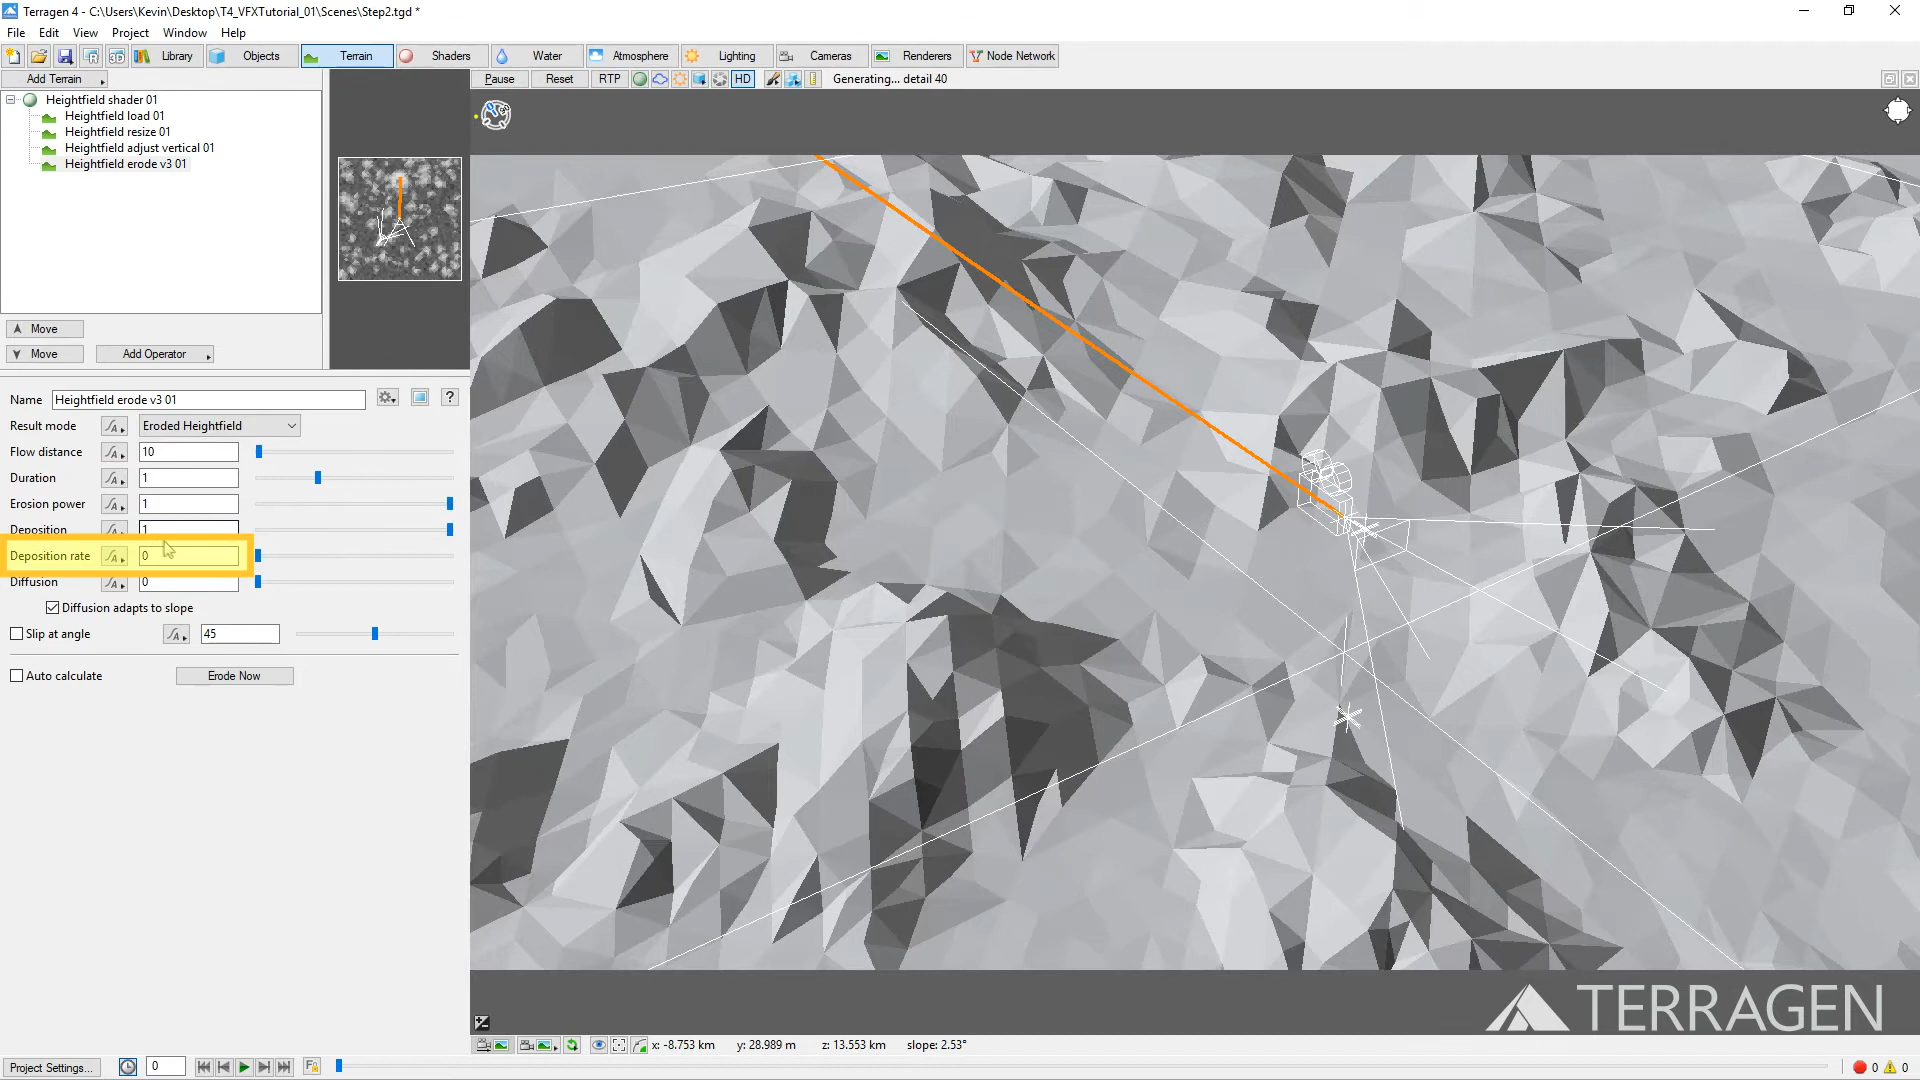 Terragen 4 - C:\Users\Kevin\Desktop\T4_VFXTutorial_01\Scenes\Step2.tgd *
File Edit View Project Window Help
Library Objects Terrain Shaders Water Atmosphere Lighting Cameras Renderers Node Network
Add Terrain
Pause Reset RTP HD Generating... detail 40
Heightfield shader 01
Heightfield load 01
Heightfield resize 01
Heightfield adjust vertical 01
Heightfield erode v3 01
Move
Move Add Operator
Name Heightfield erode v3 01 ?
Result mode Eroded Heightfield
Flow distance 10
Duration 1
Erosion power 1
Deposition 1
Deposition rate 0
Diffusion 0
Diffusion adapts to slope
Slip at angle 45
Auto calculate Erode Now
TERRAGEN
x: -8.753 km y: 28.989 m z: 13.553 km slope: 2.53°
Project Settings... 0 0 0